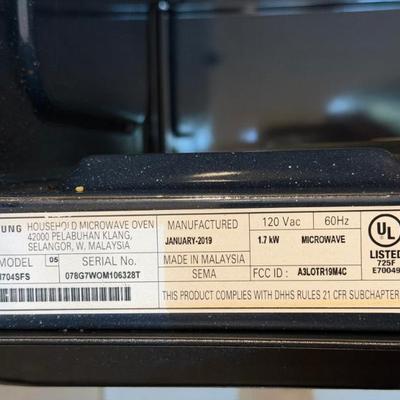 UNG HOUSEHOLD MICROWAVE OVEN
42000 PELABUHAN KLANG,
SELANGOR, W. MALAYSIA
MODEL 05 SERIAL No.
704SFS 078G7WOM106328T
MANUFACTURED
JANUARY-2019
MADE IN MALAYSIA
SEMA
120 Vac 60Hz
1.7 kW MICROWAVE
FCC ID : A3LOTR19M4C
THIS PRODUCT COMPLIES WITH DHHS RULES 21 CFR SUBCHAPTER
UL
LISTED
725F
E70049